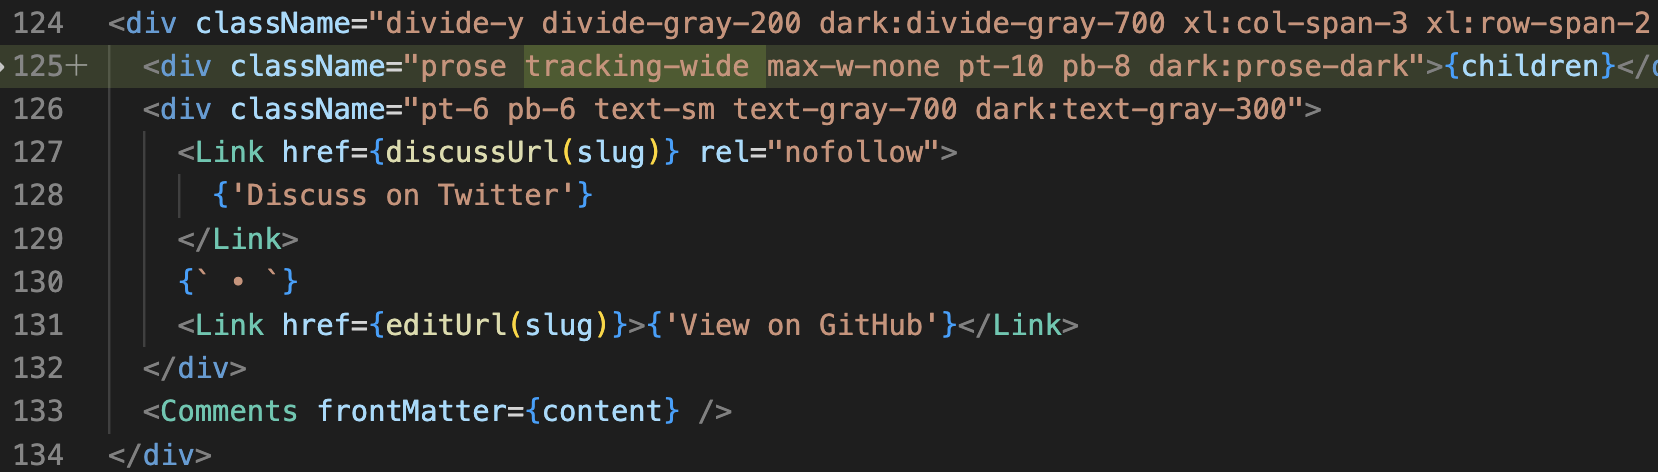 124 <div className="divide-y divide-gray-200 dark:divide-gray-700 xl:col-span-3 xl:row-span-2
125+ <div className="prose tracking-wide max-w-none pt-10 pb-8 dark:prose-dark">{children}</
126 <div className="pt-6 pb-6 text-sm text-gray-700 dark:text-gray-300">
127 <Link href={discussUrl(slug)} rel="nofollow">
128 {'Discuss on Twitter'}
129 </Link>
130 {` • `}
131 <Link href={editUrl(slug)}>{'View on GitHub'}</Link>
132 </div>
133 <Comments frontMatter={content} />
134 </div>